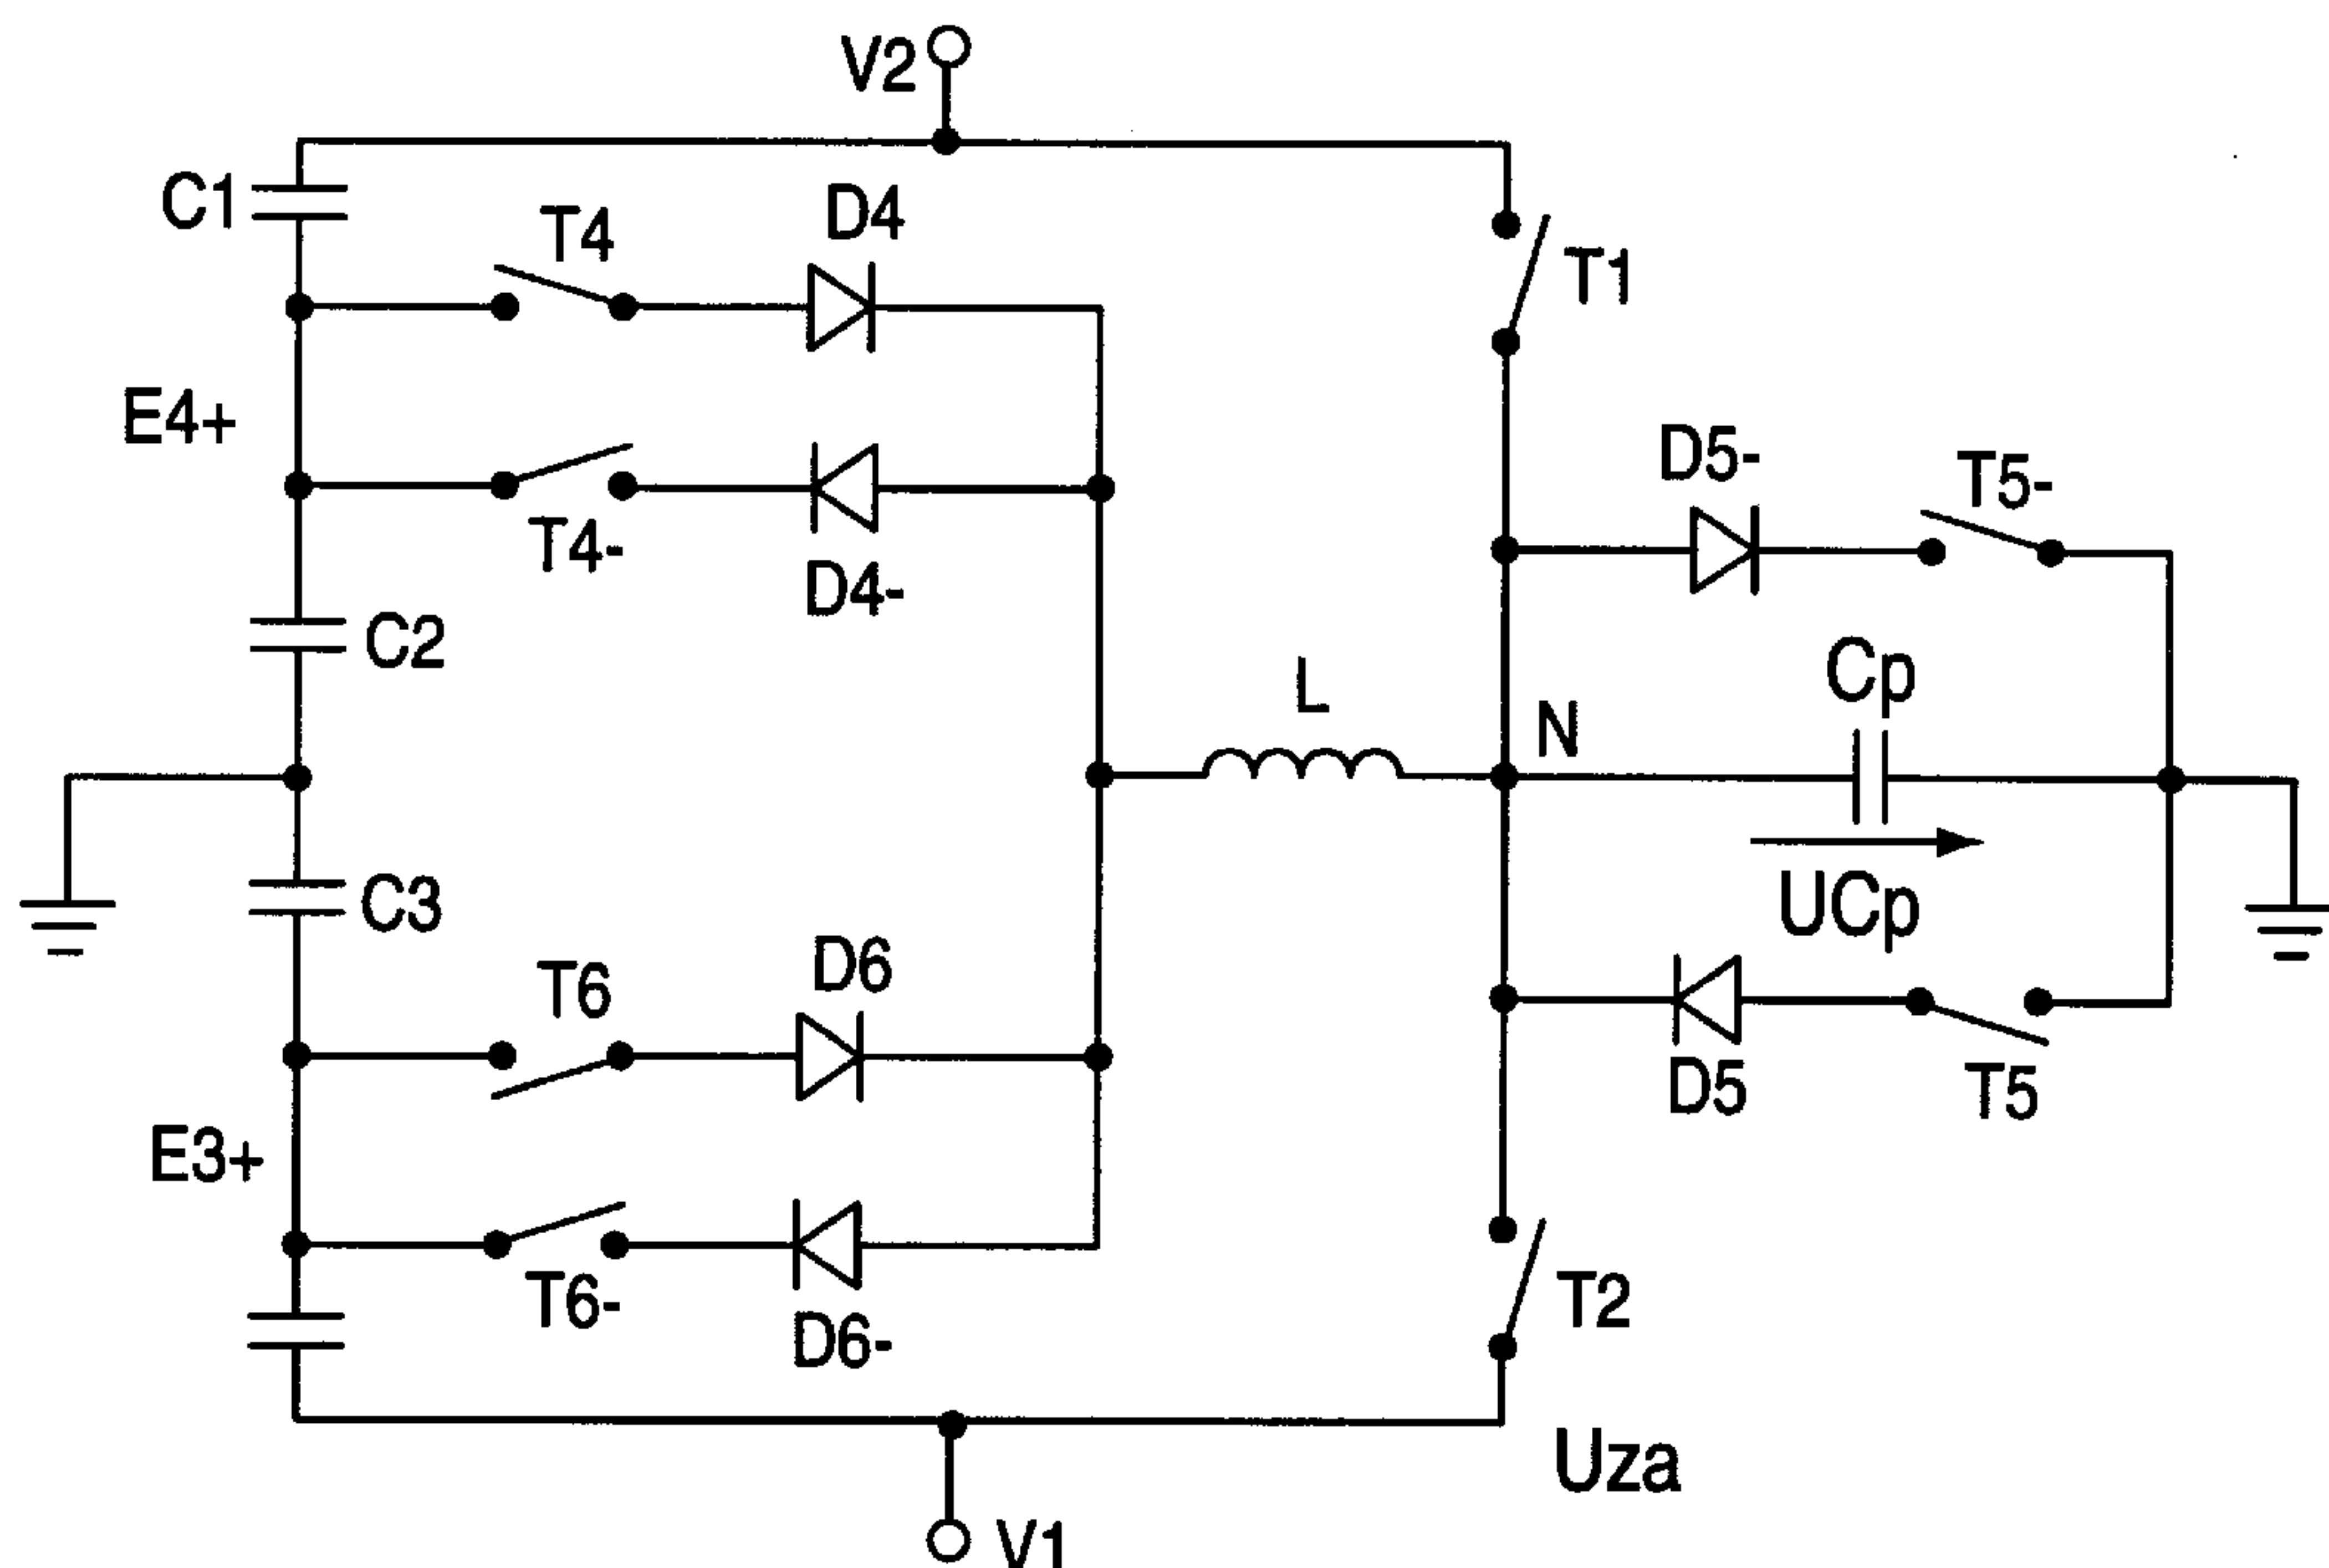 V2
C1
T4
D4
T1
E4+
D5-
T5-
T4-
D4-
C2
L
N
Cp
C3
UCp
T6
D6
D5
T5
E3+
T6-
D6-
T2
Uza
V1